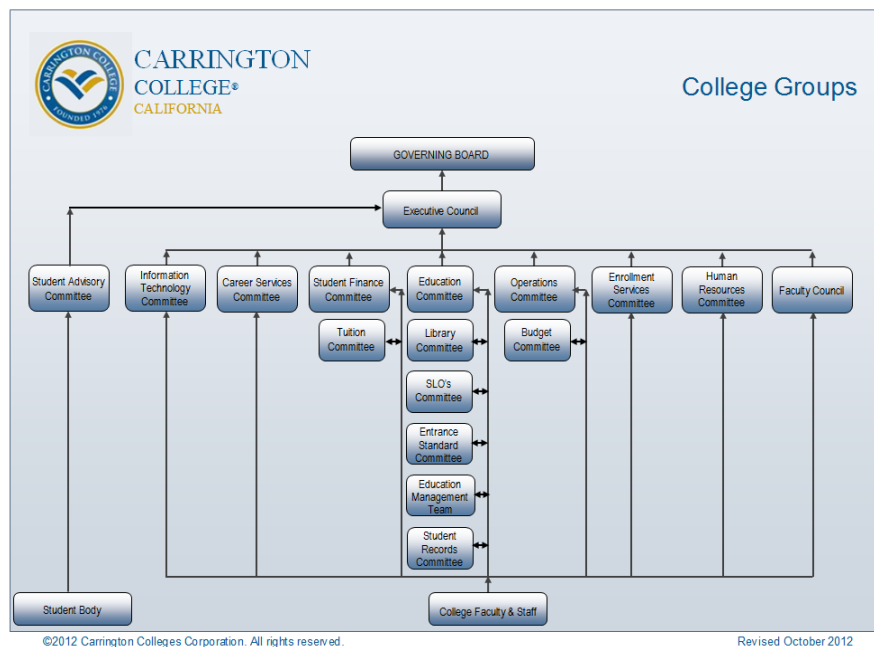 CARRINGTON COLLEGE
FOUNDED 1976
CARRINGTON
COLLEGE®
CALIFORNIA
College Groups
GOVERNING BOARD
Executive Council
Student Advisory
Committee
Information
Technology
Committee
Career Services
Committee
Student Finance
Committee
Education
Committee
Operations
Committee
Enrollment
Services
Committee
Human
Resources
Committee
Faculty Council
Tuition
Committee
Library
Committee
Budget
Committee
SLO's
Committee
Entrance
Standard
Committee
Education
Management
Team
Student
Records
Committee
Student Body
College Faculty & Staff
©2012 Carrington Colleges Corporation. All rights reserved.
Revised October 2012